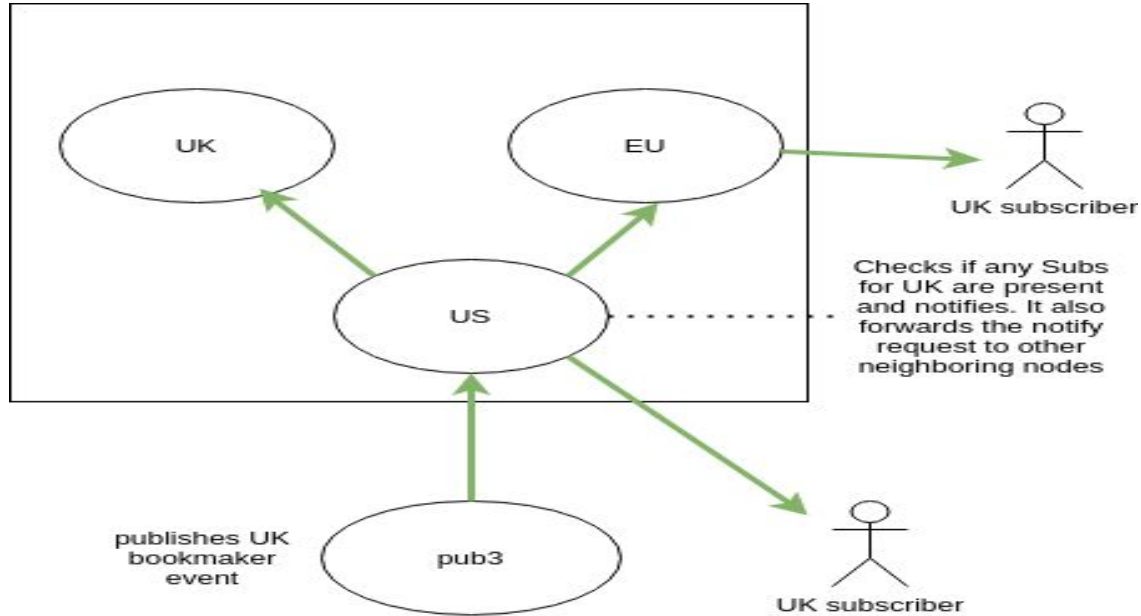 UK
EU
UK subscriber
US
Checks if any Subs
for UK are present
and notifies. It also
forwards the notify
request to other
neighboring nodes
publishes UK
bookmaker
event
pub3
UK subscriber